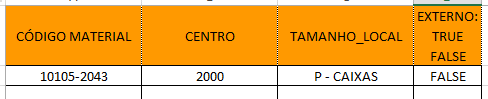 CÓDIGO MATERIAL CENTRO TAMANHO_LOCAL EXTERNO:
TRUE
FALSE
10105-2043 2000 P - CAIXAS FALSE